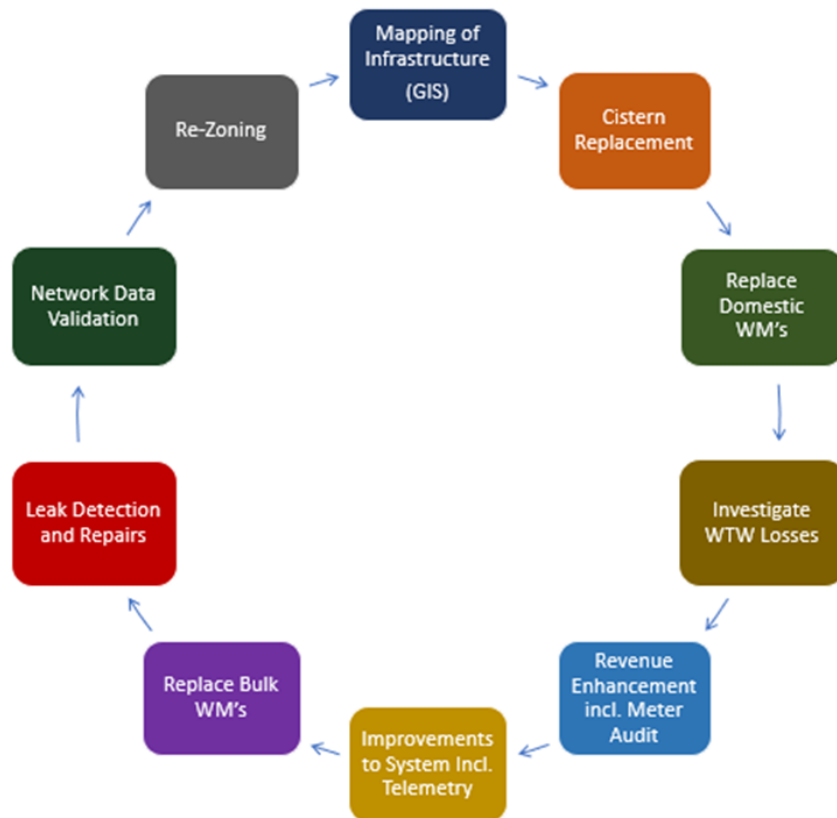 Mapping of
Infrastructure
(GIS)
Cistern
Replacement
Replace
Domestic
WM's
Investigate
WTW Losses
Revenue
Enhancement
incl. Meter
Audit
Improvements
to System Incl.
Telemetry
Replace Bulk
WM's
Leak Detection
and Repairs
Network Data
Validation
Re-Zoning